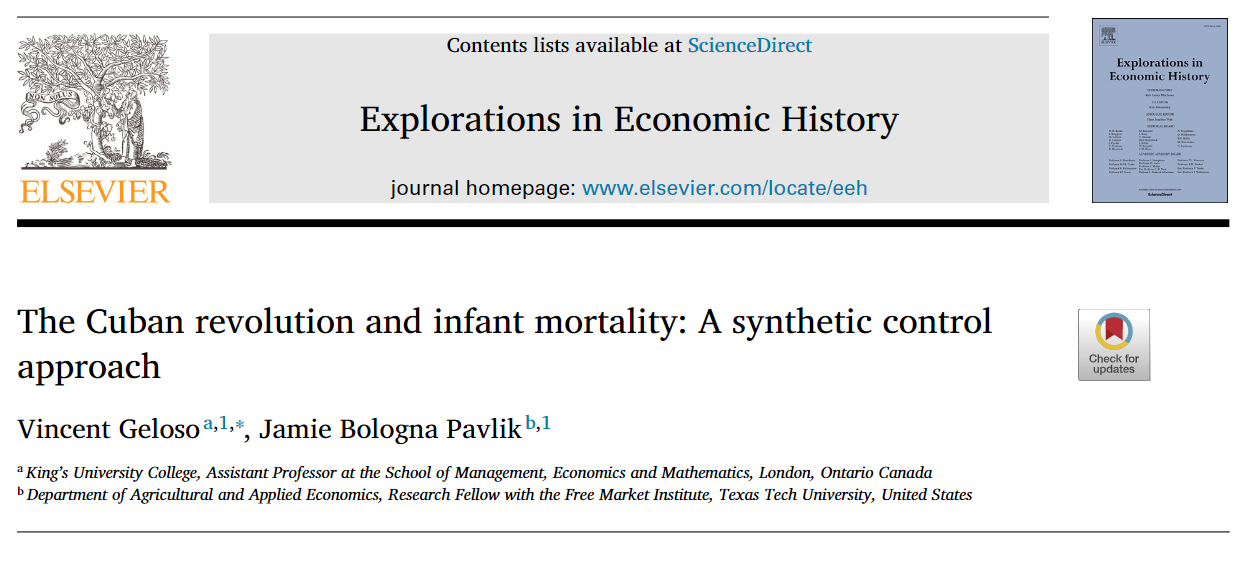 Contents lists available at ScienceDirect
Explorations in Economic History
journal homepage: www.elsevier.com/locate/eeh
NON SOLUS
ELSEVIER
Explorations in
Economic History
ScienceDirect
The Cuban revolution and infant mortality: A synthetic control
approach
Check for
updates
Vincent Geloso a,1,*, Jamie Bologna Pavlik b,1
a King's University College, Assistant Professor at the School of Management, Economics and Mathematics, London, Ontario Canada
b Department of Agricultural and Applied Economics, Research Fellow with the Free Market Institute, Texas Tech University, United States